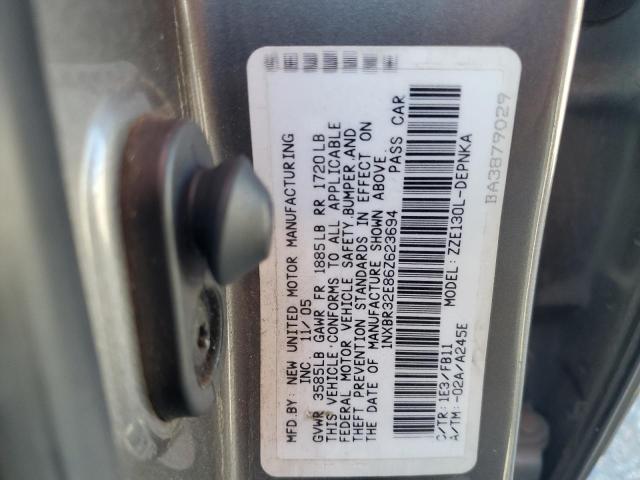 MFD.BY: NEW UNITED MOTOR MANUFACTURING
INC. 11/05
GVWR 3585LB GAWR FR 1885LB RR 1720LB
THIS VEHICLE CONFORMS TO ALL APPLICABLE
FEDERAL MOTOR VEHICLE SAFETY, BUMPER, AND
THEFT PREVENTION STANDARDS IN EFFECT ON
THE DATE OF MANUFACTURE SHOWN ABOVE.
1NXBR32E86Z623694 PASS CAR
MODEL: ZZE130L-DEPNKA
C/TR: 1E3/FB11
A/TM: -02A/A245E
BA3879029